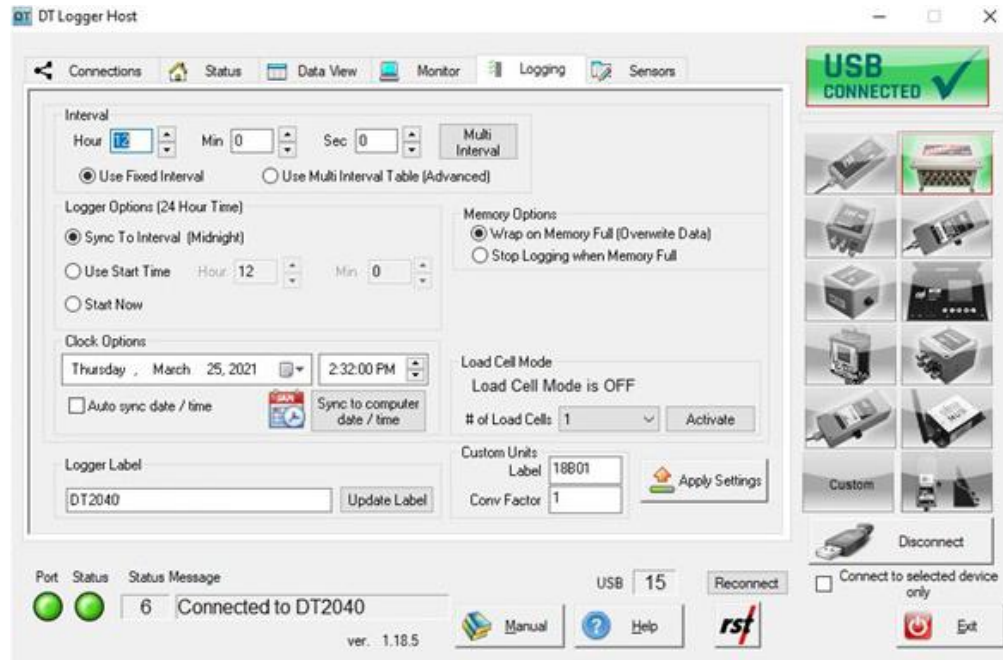 DT Logger Host
Connections Status Data View Monitor Logging Sensors
USB
CONNECTED
Interval
Hour 12 Min 0 Sec 0 Multi
Interval
Use Fixed Interval Use Multi Interval Table (Advanced)
Logger Options (24 Hour Time)
Sync To Interval (Midnight)
Use Start Time Hour 12 Min 0
Start Now
Memory Options
Wrap on Memory Full (Overwrite Data)
Stop Logging when Memory Full
Clock Options
Thursday , March 25, 2021 2:32:00 PM
Auto sync date / time
Sync to computer
date / time
Load Cell Mode
Load Cell Mode is OFF
# of Load Cells 1 Activate
Logger Label
DT2040 Update Label
Custom Units
Label 18B01
Conv Factor 1
Apply Settings
Custom
Disconnect
Connect to selected device
only
Port Status Status Message
6 Connected to DT2040
ver. 1.18.5
USB 15 Reconnect
Manual Help rst Exit